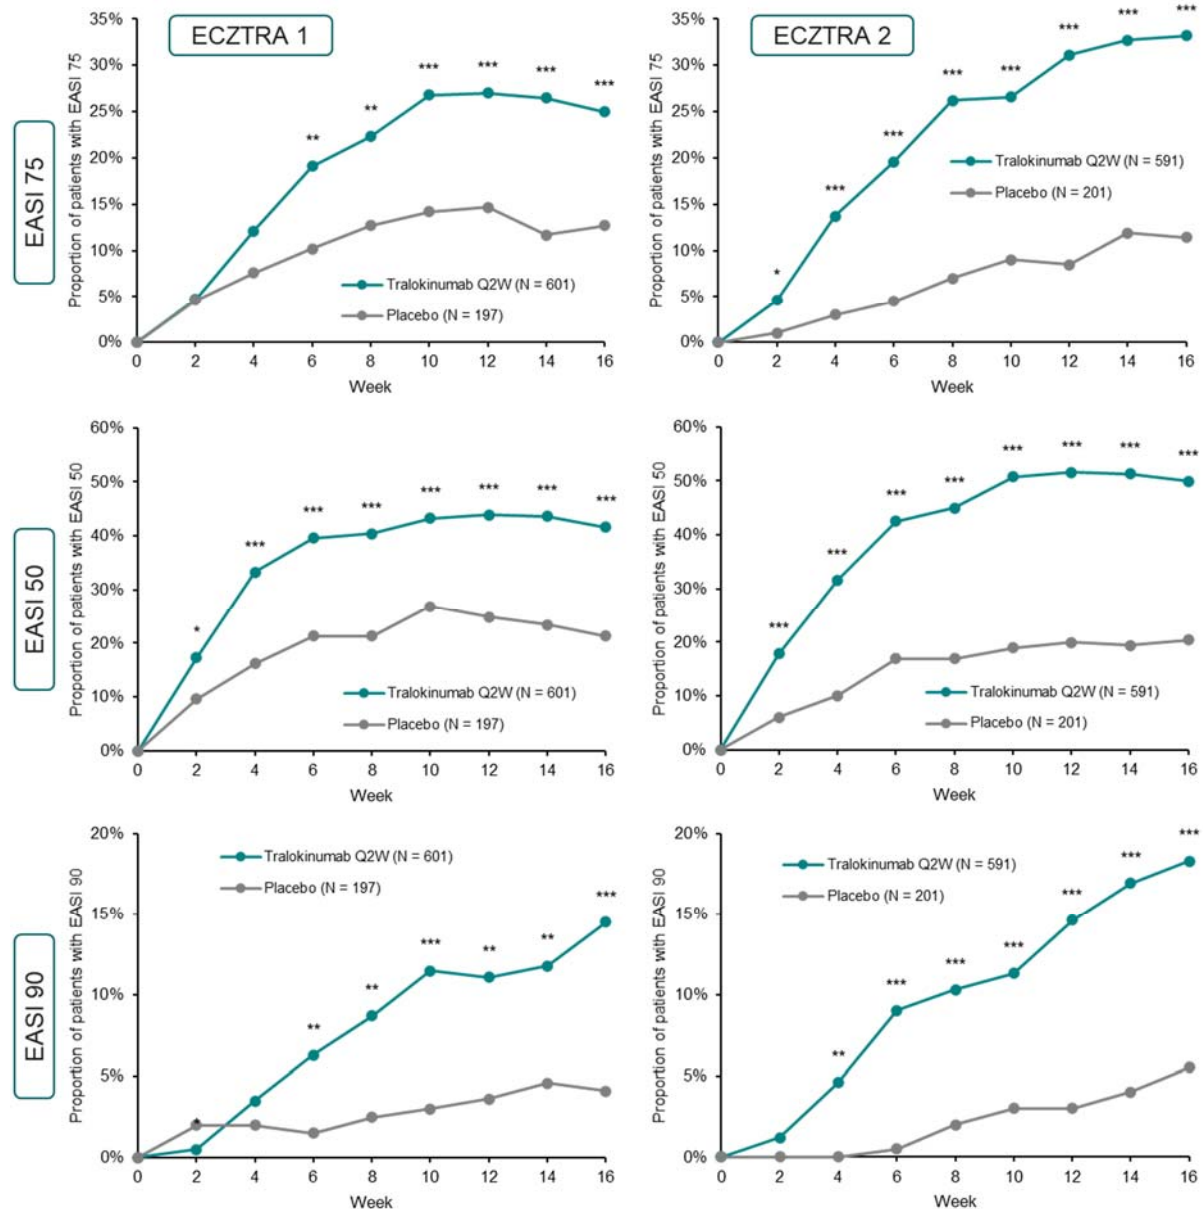 ECZTRA 1
ECZTRA 2
EASI 75
Proportion of patients with EASI 75
35%
30%
25%
20%
15%
10%
5%
0%
** ** *** *** *** ***
Tralokinumab Q2W (N = 601)
Placebo (N = 197)
0 2 4 6 8 10 12 14 16
Week
Proportion of patients with EASI 75
35%
30%
25%
20%
15%
10%
5%
0%
* *** *** *** *** *** *** ***
Tralokinumab Q2W (N = 591)
Placebo (N = 201)
0 2 4 6 8 10 12 14 16
Week
EASI 50
Proportion of patients with EASI 50
60%
50%
40%
30%
20%
10%
0%
* *** *** *** *** *** *** ***
Tralokinumab Q2W (N = 601)
Placebo (N = 197)
0 2 4 6 8 10 12 14 16
Week
Proportion of patients with EASI 50
60%
50%
40%
30%
20%
10%
0%
*** *** *** *** *** *** *** ***
Tralokinumab Q2W (N = 591)
Placebo (N = 201)
0 2 4 6 8 10 12 14 16
Week
EASI 90
Proportion of patients with EASI 90
20%
15%
10%
5%
0%
* ** ** *** ** ** ***
Tralokinumab Q2W (N = 601)
Placebo (N = 197)
0 2 4 6 8 10 12 14 16
Week
Proportion of patients with EASI 90
20%
15%
10%
5%
0%
** *** *** *** *** *** ***
Tralokinumab Q2W (N = 591)
Placebo (N = 201)
0 2 4 6 8 10 12 14 16
Week